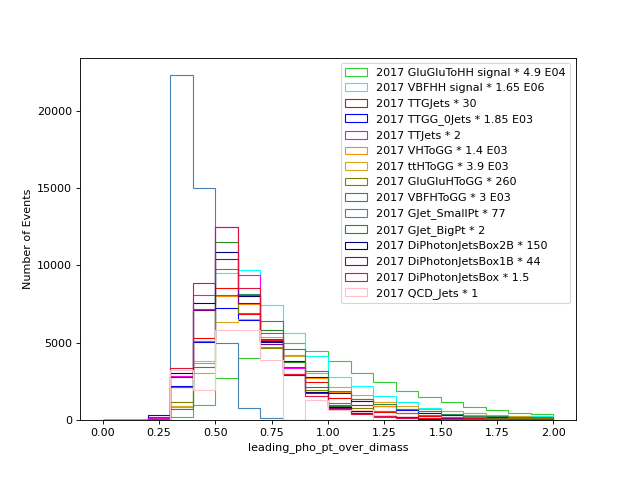 2017 GluGluToHH signal * 4.9 E04
2017 VBFHH signal * 1.65 E06
2017 TTGJets * 30
2017 TTGG_0Jets * 1.85 E03
2017 TTJets * 2
2017 VHToGG * 1.4 E03
2017 ttHToGG * 3.9 E03
2017 GluGluHToGG * 260
2017 VBFHToGG * 3 E03
2017 GJet_SmallPt * 77
2017 GJet_BigPt * 2
2017 DiPhotonJetsBox2B * 150
2017 DiPhotonJetsBox1B * 44
2017 DiPhotonJetsBox * 1.5
2017 QCD_Jets * 1
Number of Events
20000
15000
10000
5000
0
0.00 0.25 0.50 0.75 1.00 1.25 1.50 1.75 2.00
leading_pho_pt_over_dimass